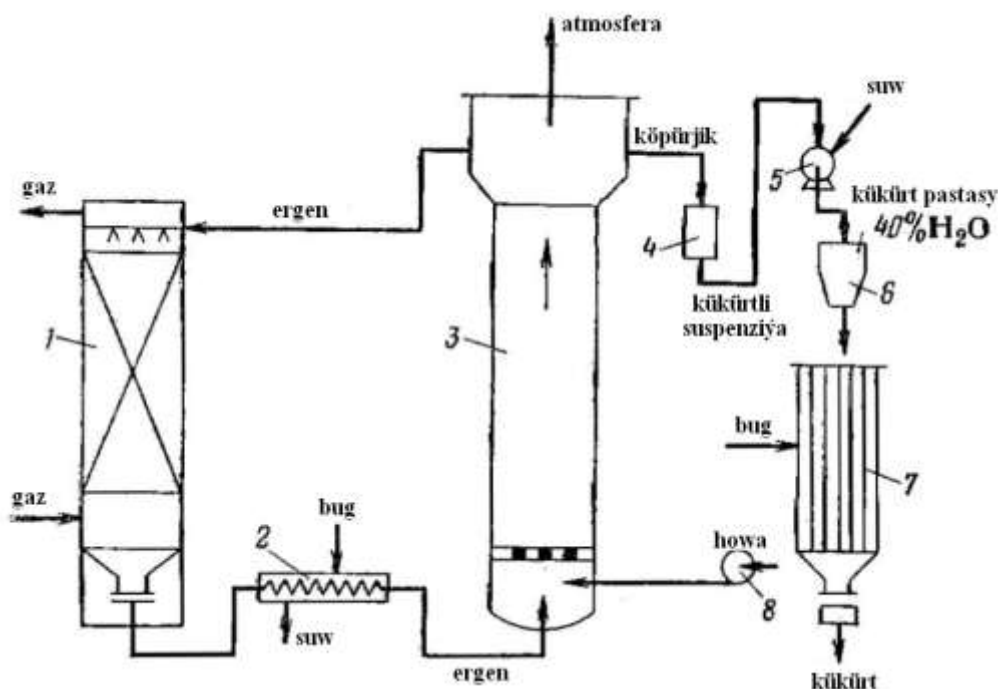 atmosfera
suw
köpürjik
gaz
ergen
5
kükürt pastasy
40% H₂O
4
6
kükürtli
suspenziýa
1
3
bug
7
gaz
bug
2
howa
8
suw
ergen
kükürt